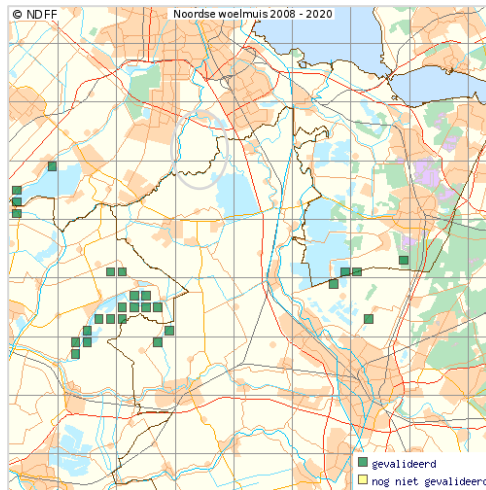 © NDFF
Noordse woelmuis 2008 - 2020
gevalideerd
nog niet gevalideerd